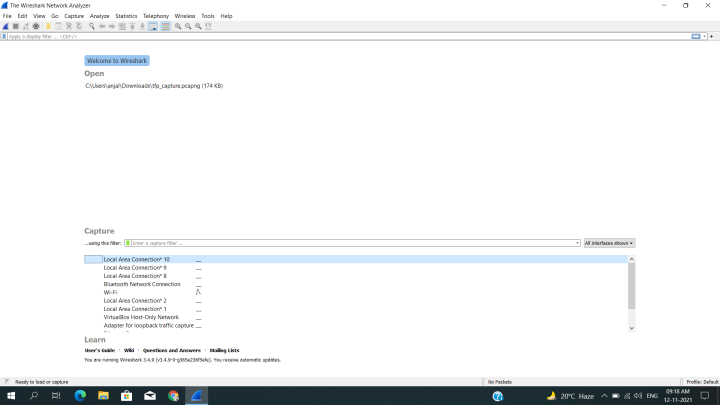 The Wireshark Network Analyzer
File Edit View Go Capture Analyze Statistics Telephony Wireless Tools Help
Apply a display filter ... <Ctrl-/>
Welcome to Wireshark
Open
C:\Users\anjal\Downloads\tfp_capture.pcapng (174 KB)
Capture
...using this filter: Enter a capture filter ... All interfaces shown
Local Area Connection* 10
Local Area Connection* 9
Local Area Connection* 8
Bluetooth Network Connection
Wi-Fi
Local Area Connection* 2
Local Area Connection* 1
VirtualBox Host-Only Network
Adapter for loopback traffic capture
Learn
User's Guide · Wiki · Questions and Answers · Mailing Lists
You are running Wireshark 3.4.9 (v3.4.9-0-g365e236f5efe). You receive automatic updates.
Ready to load or capture No Packets Profile: Default
20°C Haze ENG 09:18 AM
12-11-2021